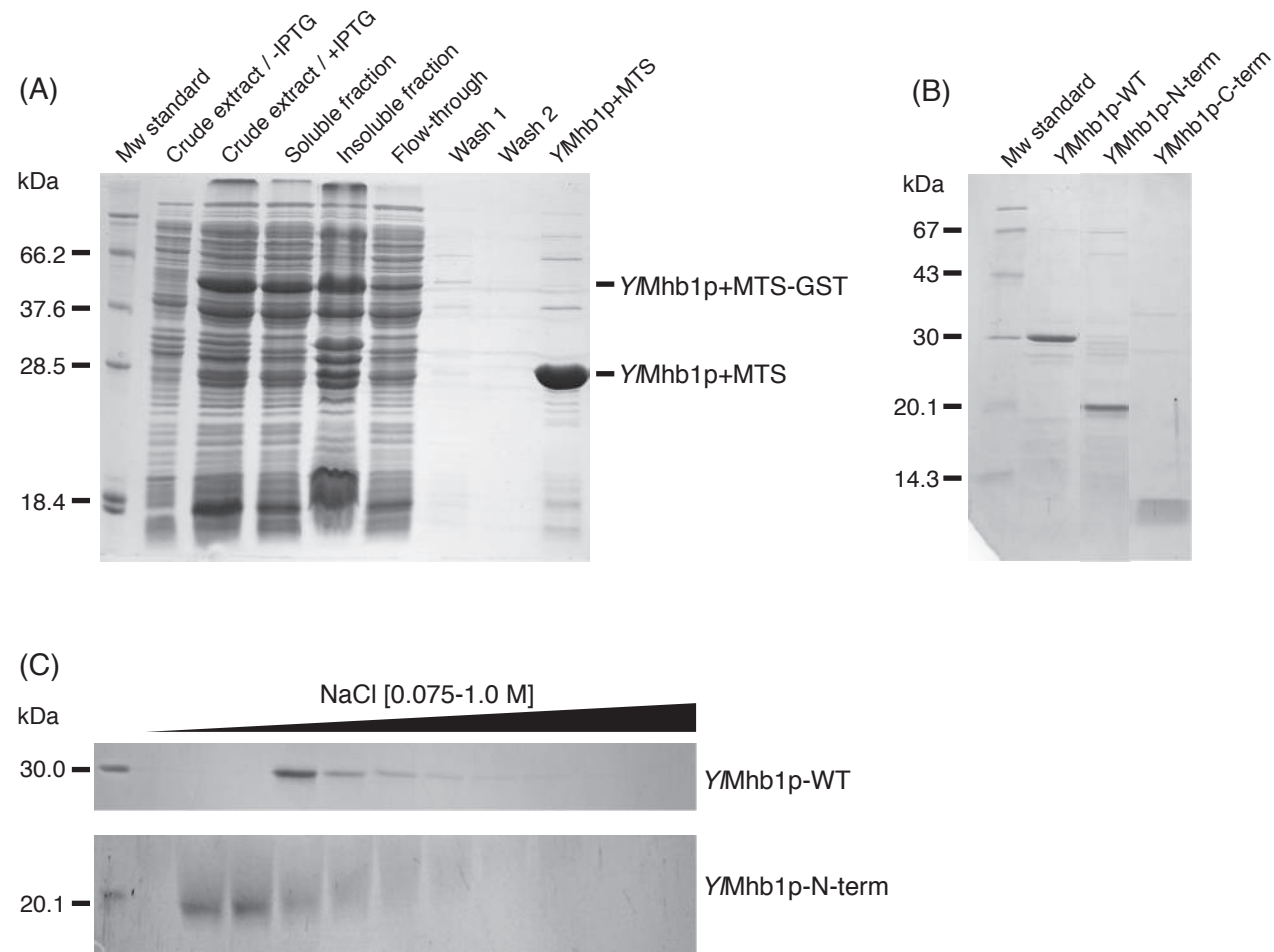 (A)
Mw standard
Crude extract / -IPTG
Crude extract / +IPTG
Soluble fraction
Insoluble fraction
Flow-through
Wash 1
Wash 2
YlMhb1p+MTS
kDa
66.2
37.6
28.5
18.4
YlMhb1p+MTS-GST
YlMhb1p+MTS
(B)
Mw standard
YlMhb1p-WT
YlMhb1p-N-term
YlMhb1p-C-term
kDa
67
43
30
20.1
14.3
(C)
NaCl [0.075-1.0 M]
kDa
30.0
YlMhb1p-WT
20.1
YlMhb1p-N-term